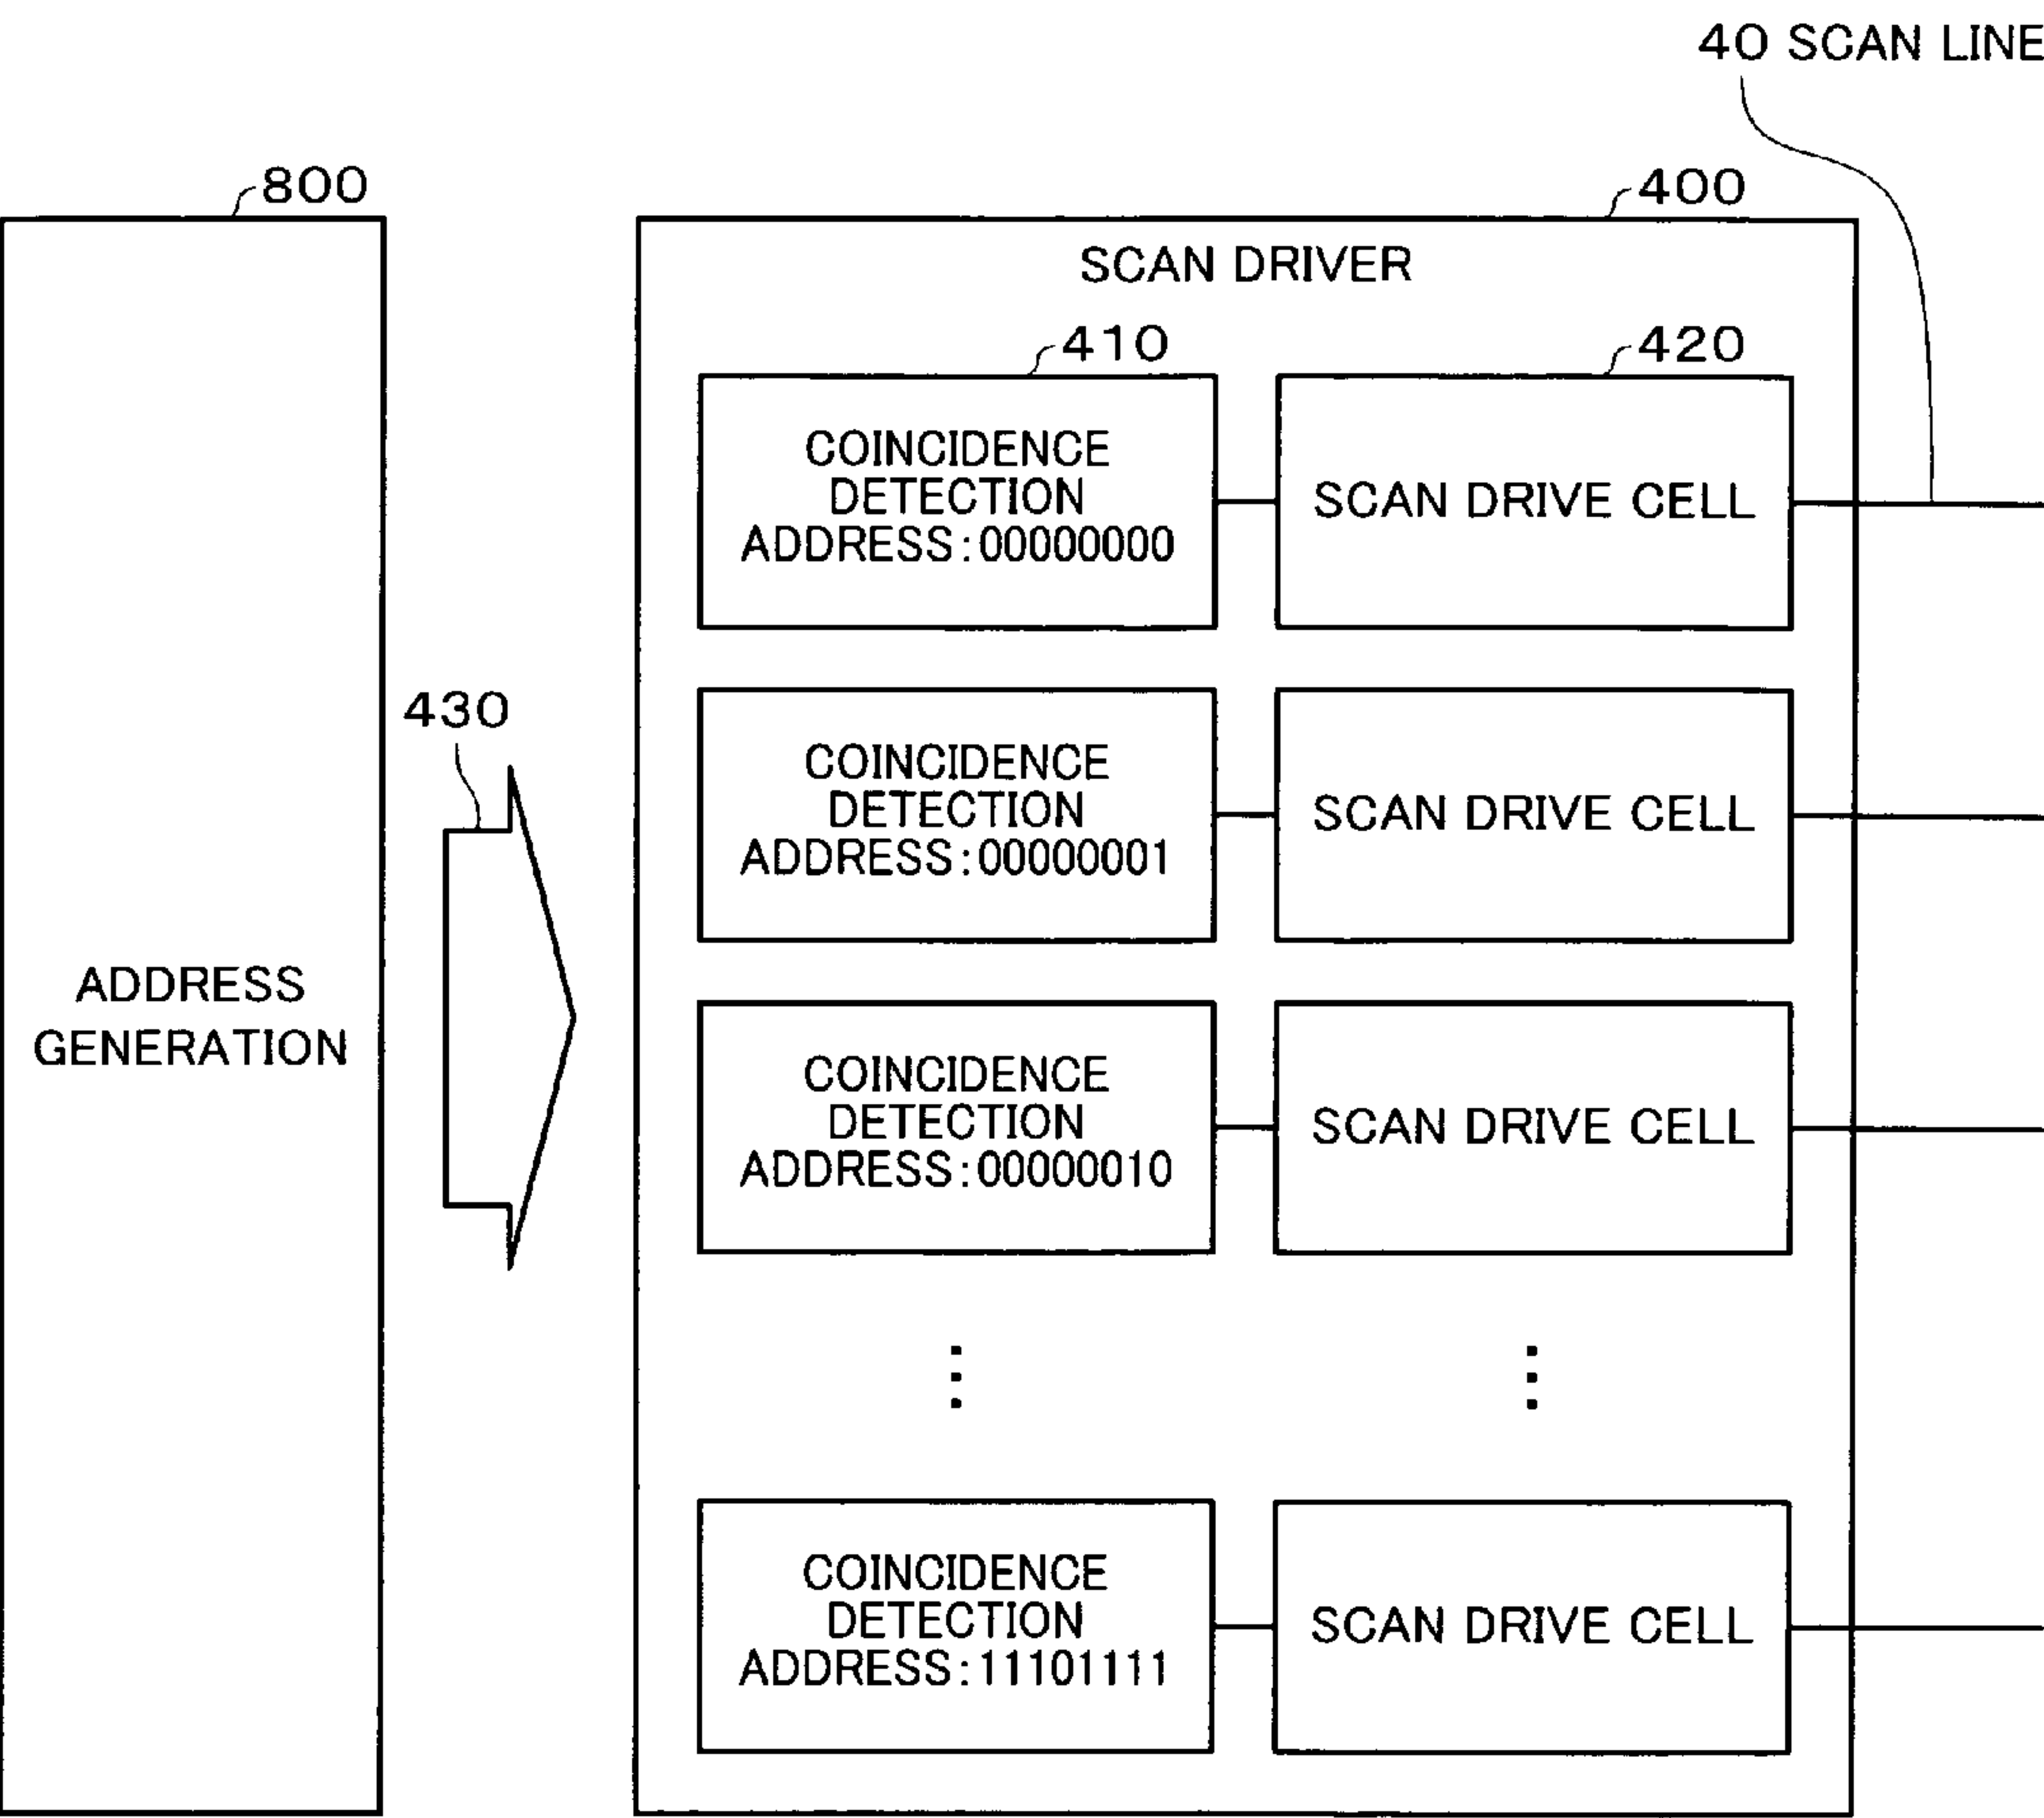 40 SCAN LINE
800
400
SCAN DRIVER
410
420
COINCIDENCE
DETECTION
ADDRESS:00000000
SCAN DRIVE CELL
430
COINCIDENCE
DETECTION
ADDRESS:00000001
SCAN DRIVE CELL
ADDRESS
GENERATION
COINCIDENCE
DETECTION
ADDRESS:00000010
SCAN DRIVE CELL
COINCIDENCE
DETECTION
ADDRESS:11101111
SCAN DRIVE CELL